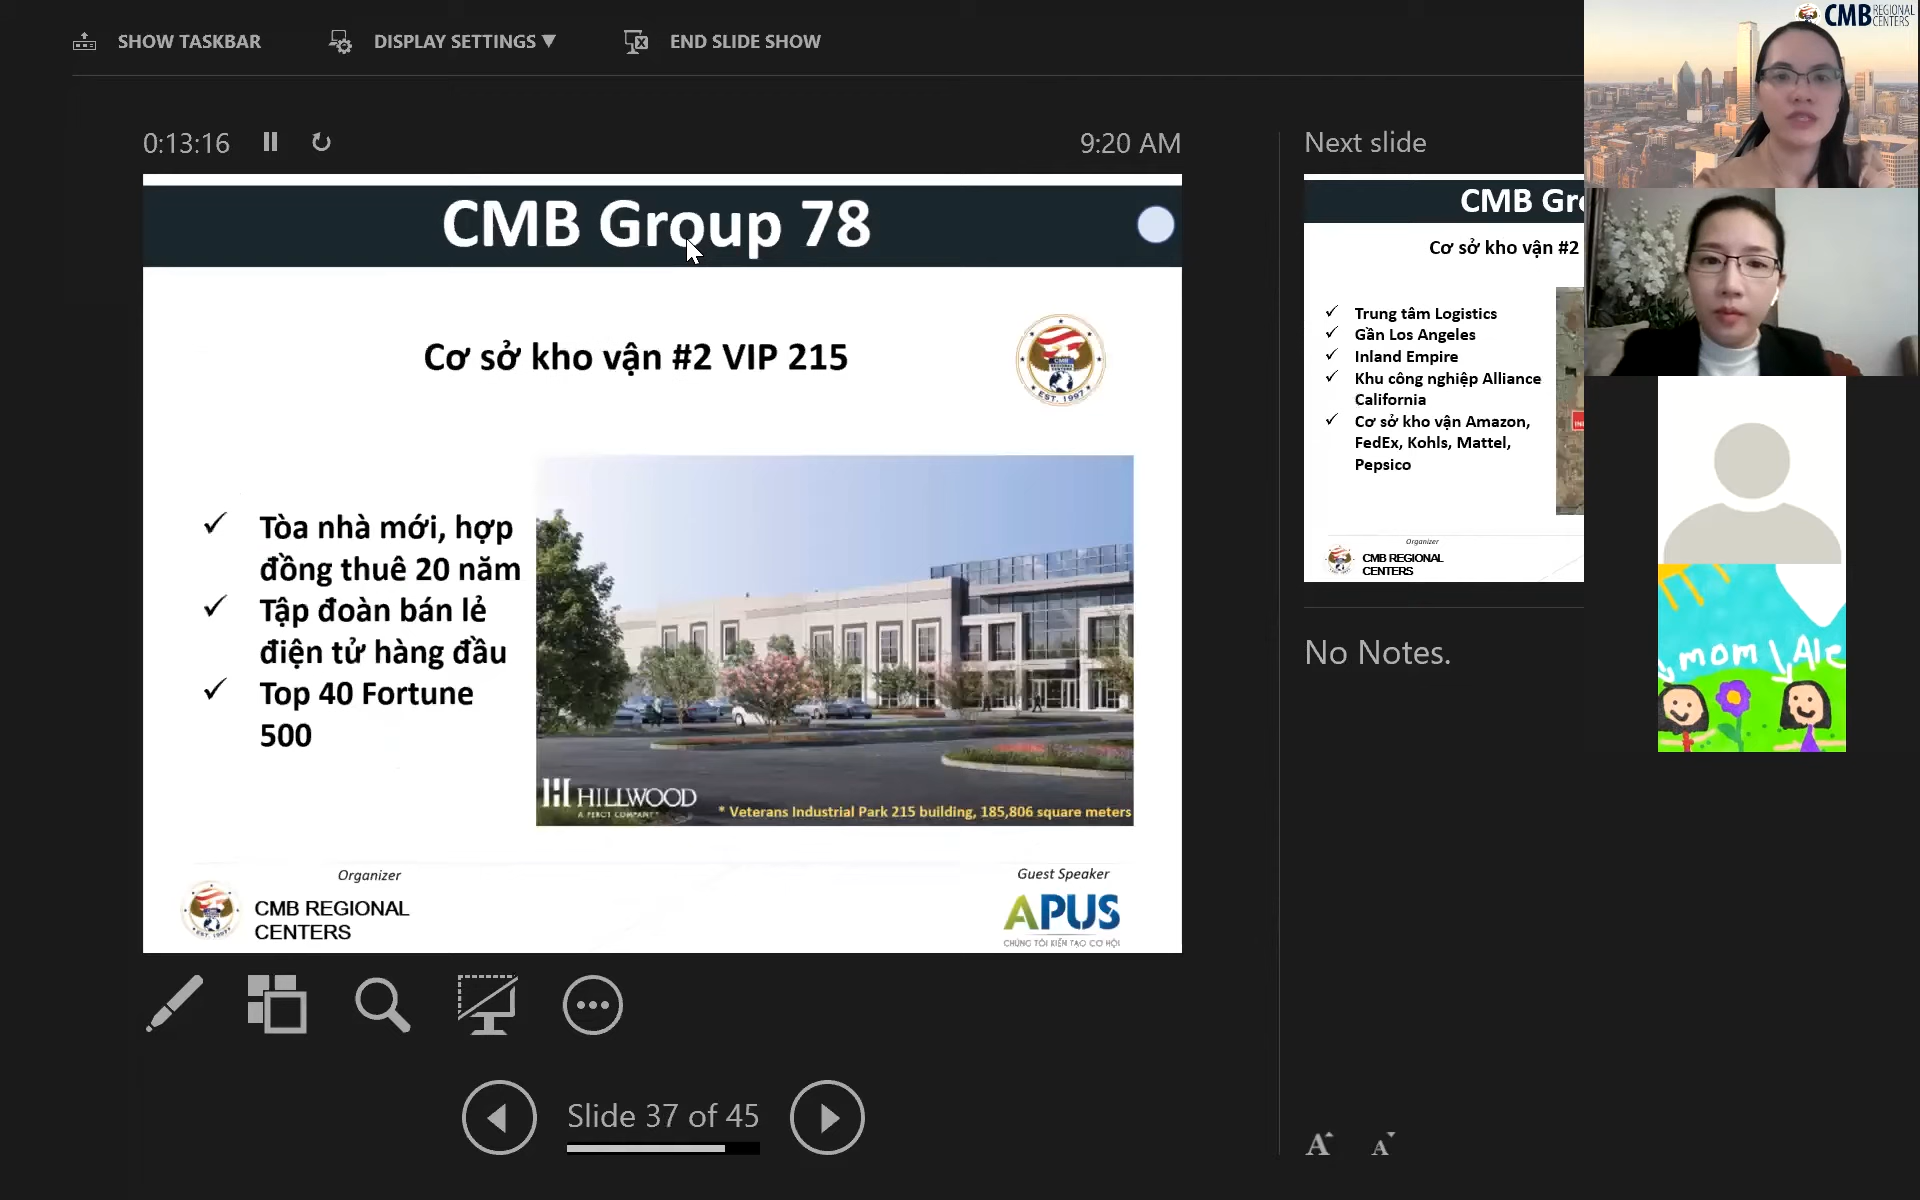 SHOW TASKBAR
DISPLAY SETTINGS ▼
END SLIDE SHOW
CMB REGIONAL CENTERS
0:13:16
9:20 AM
CMB Group 78
Cơ sở kho vận #2 VIP 215
CMB
REGIONAL
CENTERS
EST. 1997
✓ Tòa nhà mới, hợp
đồng thuê 20 năm
✓ Tập đoàn bán lẻ
điện tử hàng đầu
✓ Top 40 Fortune
500
HILLWOOD
A PEROT COMPANY
* Veterans Industrial Park 215 building, 185,806 square meters
Organizer
CMB REGIONAL
CENTERS
Guest Speaker
APUS
CHÚNG TÔI KIẾN TẠO CƠ HỘI
Slide 37 of 45
Next slide
CMB Gr
Cơ sở kho vận #2
✓ Trung tâm Logistics
✓ Gần Los Angeles
✓ Inland Empire
✓ Khu công nghiệp Alliance
California
✓ Cơ sở kho vận Amazon,
FedEx, Kohls, Mattel,
Pepsico
Organizer
CMB REGIONAL
CENTERS
No Notes.
A A
mom Ale